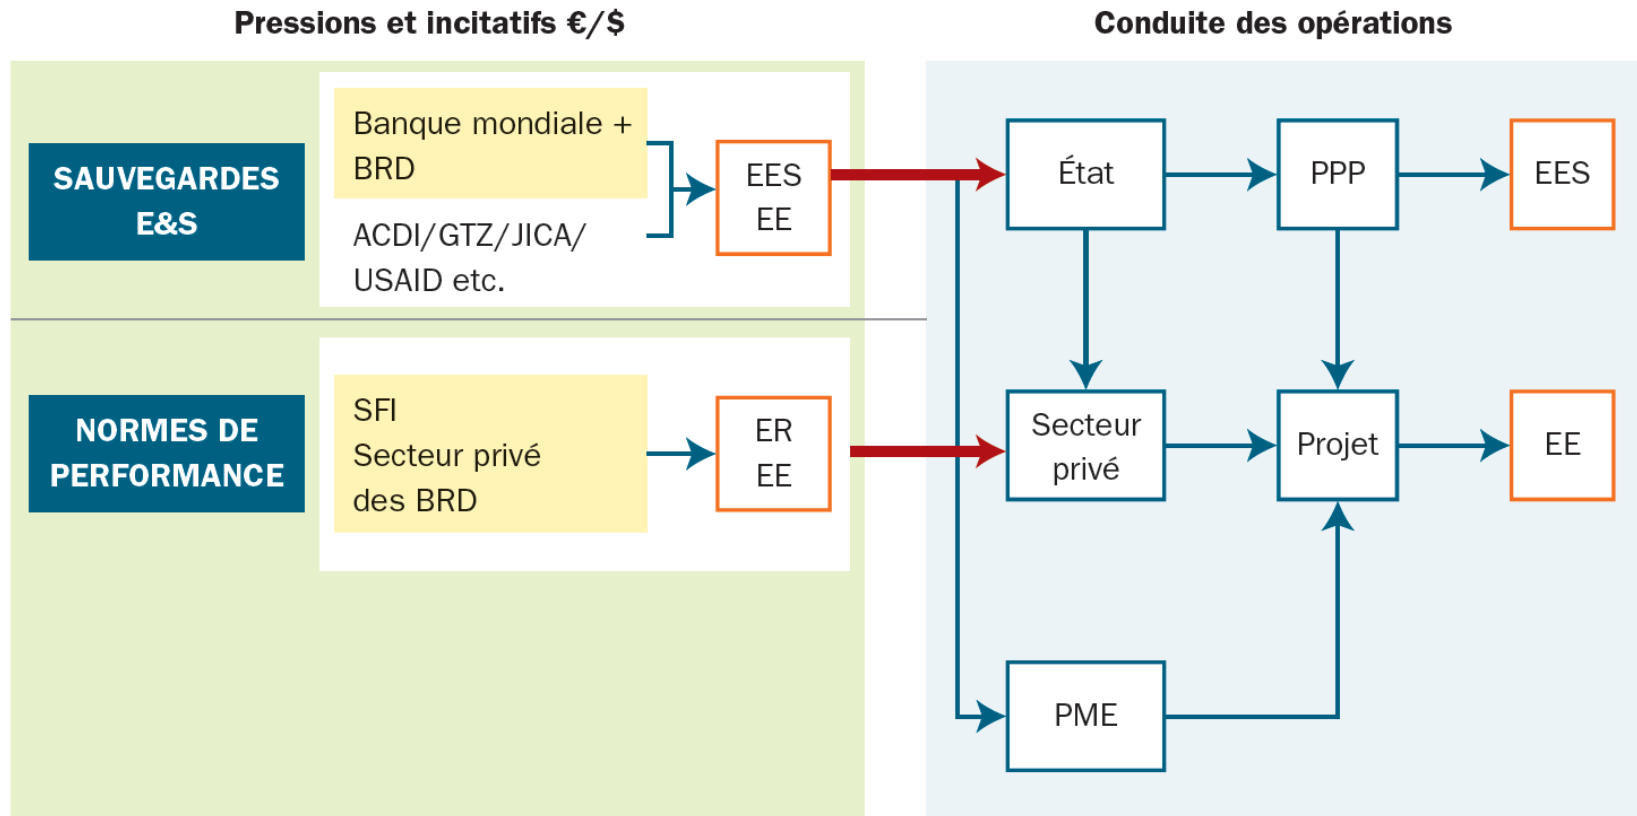 Pressions et incitatifs €/$
Conduite des opérations
SAUVEGARDES
E&S
Banque mondiale +
BRD
ACDI/GTZ/JICA/
USAID etc.
EES
EE
État
PPP
EES
NORMES DE
PERFORMANCE
SFI
Secteur privé
des BRD
ER
EE
Secteur
privé
Projet
EE
PME